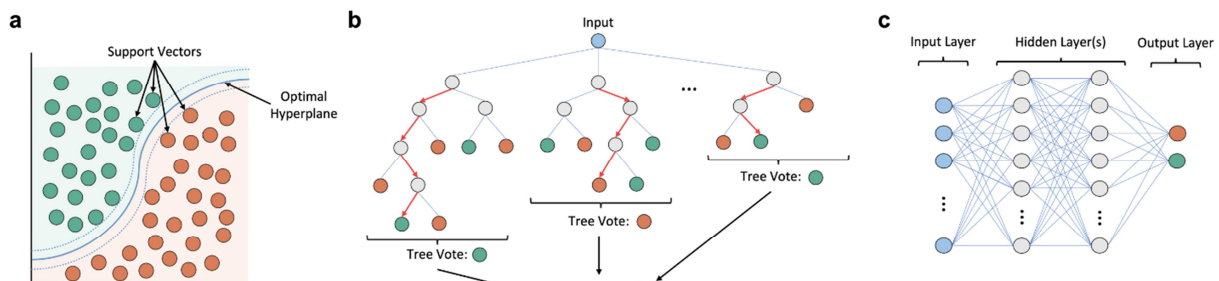 a
Support Vectors
Optimal
Hyperplane
b
Input
...
Tree Vote:
Tree Vote:
Tree Vote:
c
Input Layer
Hidden Layer(s)
Output Layer